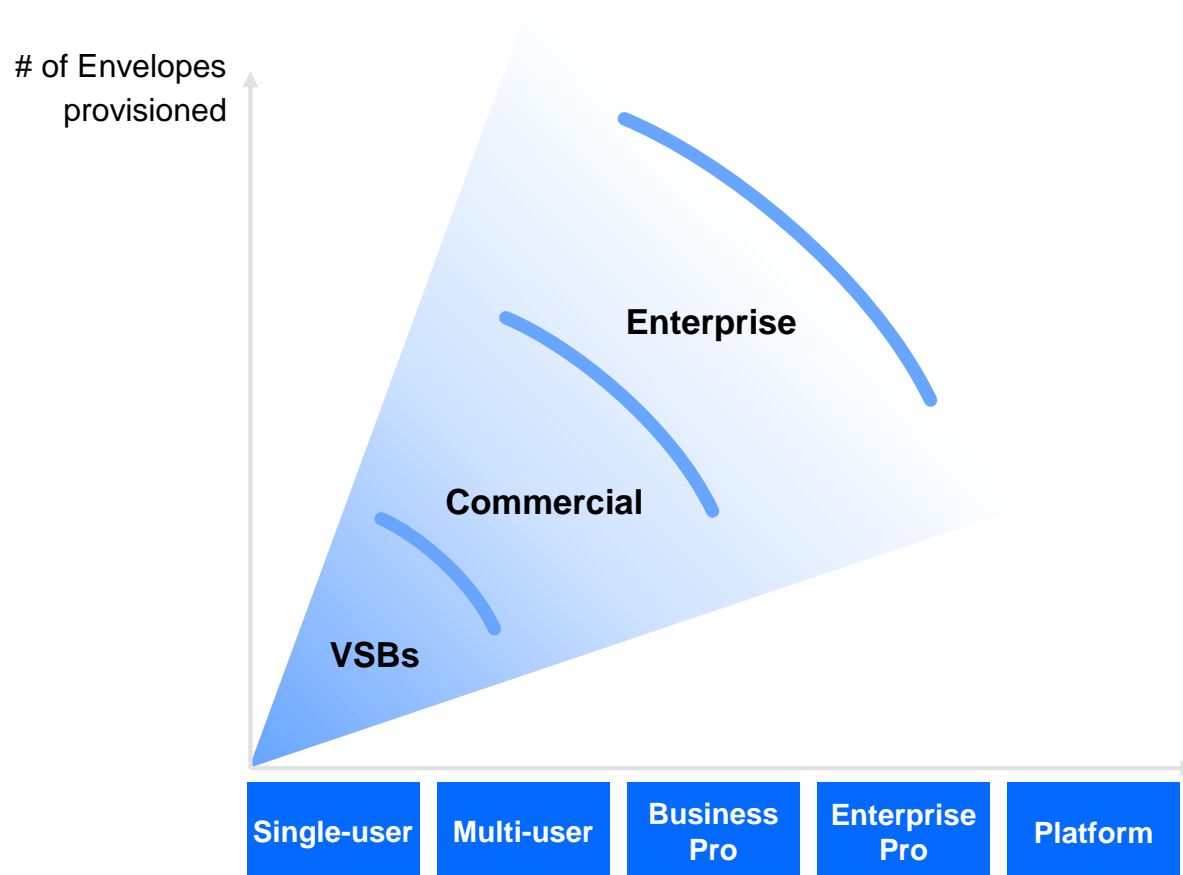 # of Envelopes
provisioned
Enterprise
Commercial
VSBs
Single-user
Multi-user
Business
Pro
Enterprise
Pro
Platform